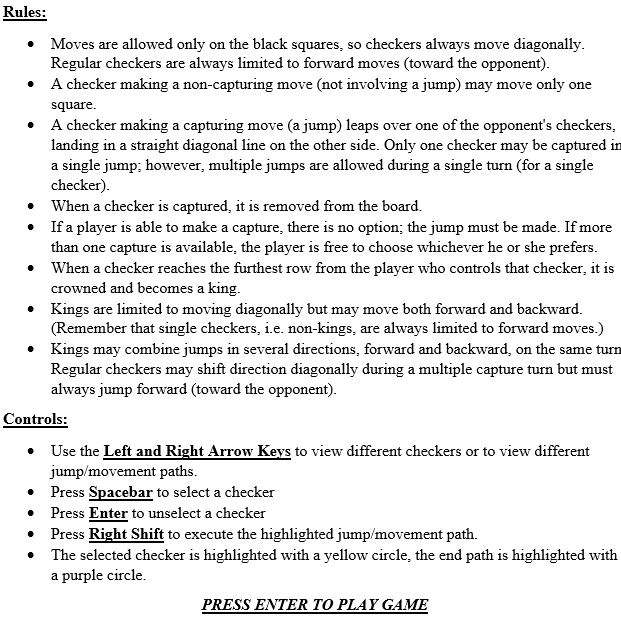 Rules:
• Moves are allowed only on the black squares, so checkers always move diagonally.
Regular checkers are always limited to forward moves (toward the opponent).
• A checker making a non-capturing move (not involving a jump) may move only one
square.
• A checker making a capturing move (a jump) leaps over one of the opponent's checkers,
landing in a straight diagonal line on the other side. Only one checker may be captured in
a single jump; however, multiple jumps are allowed during a single turn (for a single
checker).
• When a checker is captured, it is removed from the board.
• If a player is able to make a capture, there is no option; the jump must be made. If more
than one capture is available, the player is free to choose whichever he or she prefers.
• When a checker reaches the furthest row from the player who controls that checker, it is
crowned and becomes a king.
• Kings are limited to moving diagonally but may move both forward and backward.
(Remember that single checkers, i.e. non-kings, are always limited to forward moves.)
• Kings may combine jumps in several directions, forward and backward, on the same turn
Regular checkers may shift direction diagonally during a multiple capture turn but must
always jump forward (toward the opponent).
Controls:
• Use the Left and Right Arrow Keys to view different checkers or to view different
jump/movement paths.
• Press Spacebar to select a checker
• Press Enter to unselect a checker
• Press Right Shift to execute the highlighted jump/movement path.
• The selected checker is highlighted with a yellow circle, the end path is highlighted with
a purple circle.
PRESS ENTER TO PLAY GAME